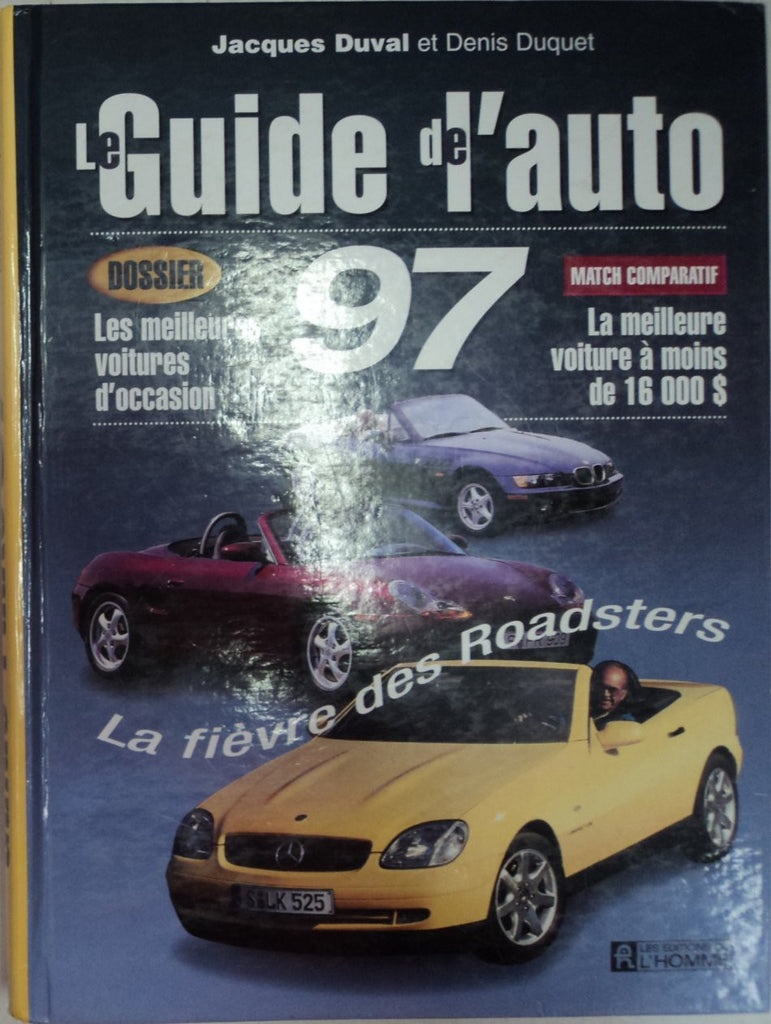 Jacques Duval et Denis Duquet
Le Guide de l'auto
97
DOSSIER
Les meilleures
voitures
d'occasion
MATCH COMPARATIF
La meilleure
voiture à moins
de 16 000 $
La fièvre des Roadsters
S LK 525
LES ÉDITIONS DE
L'HOMME